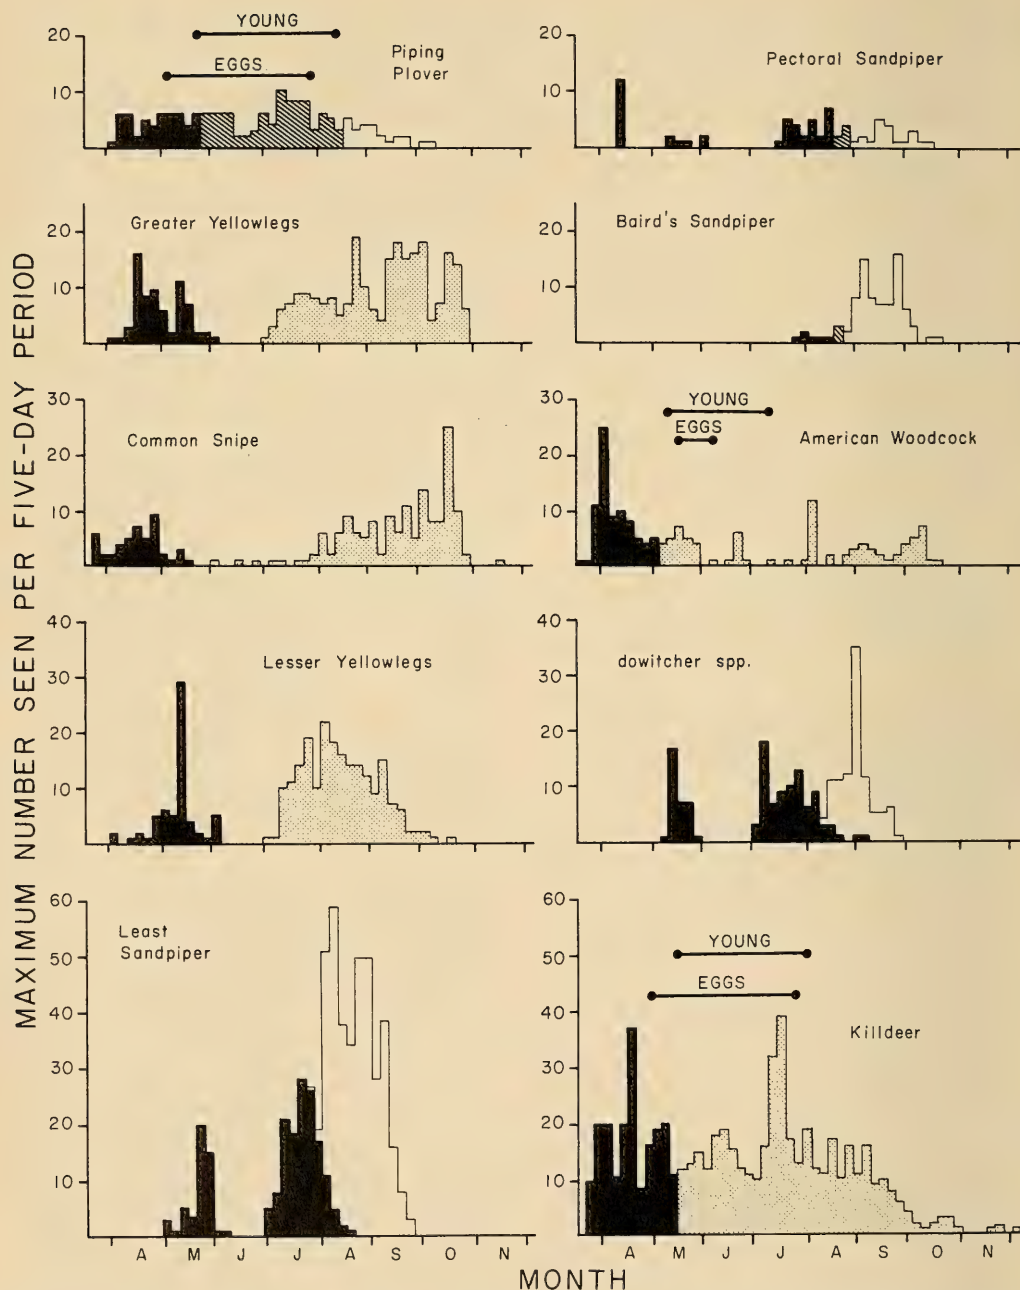 MAXIMUM NUMBER SEEN PER FIVE-DAY PERIOD
YOUNG
EGGS
Piping
Plover
20
10
Pectoral Sandpiper
20
10
Greater Yellowlegs
20
10
Baird's Sandpiper
20
10
Common Snipe
30
20
10
YOUNG
EGGS
American Woodcock
30
20
10
Lesser Yellowlegs
40
30
20
10
dowitcher spp.
40
30
20
10
Least
Sandpiper
60
50
40
30
20
10
A M J J A S O N
YOUNG
EGGS
Killdeer
60
50
40
30
20
10
A M J J A S O N
MONTH